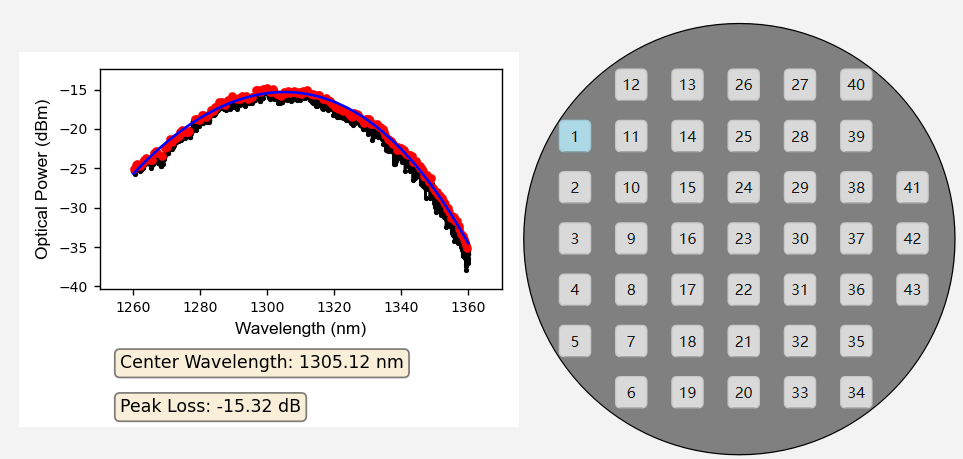 Optical Power (dBm)
−15
−20
−25
−30
−35
−40
1260 1280 1300 1320 1340 1360
Wavelength (nm)
Center Wavelength: 1305.12 nm
Peak Loss: -15.32 dB
12 13 26 27 40
1 11 14 25 28 39
2 10 15 24 29 38 41
3 9 16 23 30 37 42
4 8 17 22 31 36 43
5 7 18 21 32 35
6 19 20 33 34